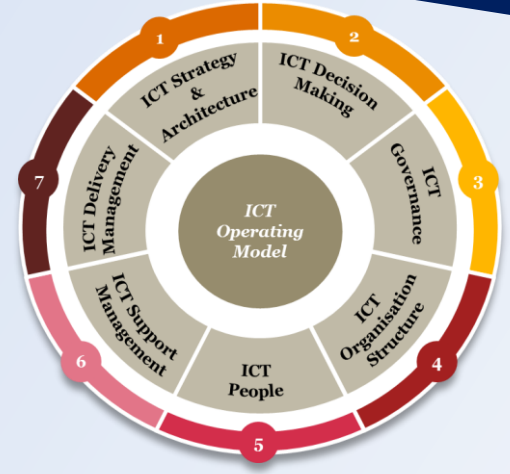 1
ICT Strategy
&
Architecture
2
ICT Decision
Making
3
ICT
Governance
4
ICT
Organisation
Structure
5
ICT
People
6
ICT Support
Management
7
ICT Delivery
Management
ICT
Operating
Model